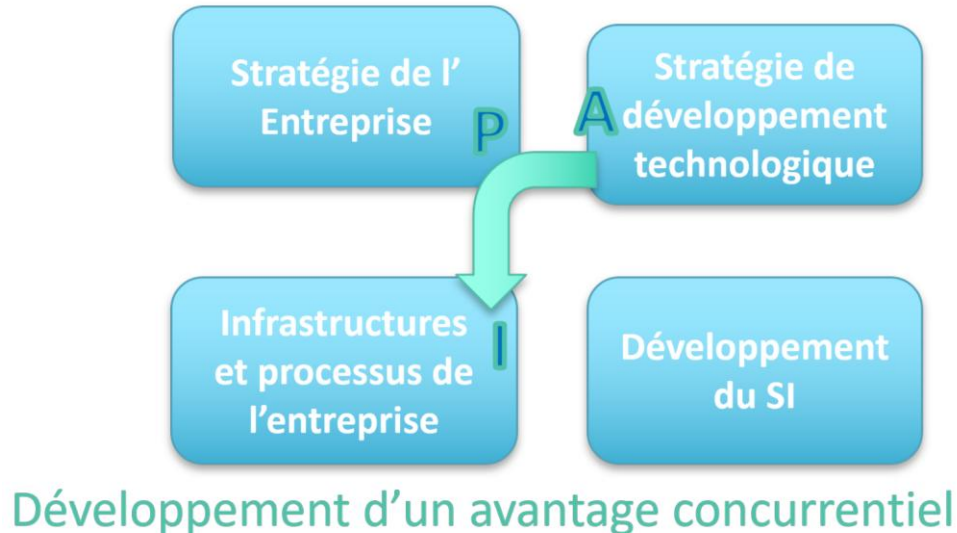 Stratégie de l'
Entreprise
P
A
Stratégie de
développement
technologique
Infrastructures
et processus de
l'entreprise
I
Développement
du SI
Développement d'un avantage concurrentiel